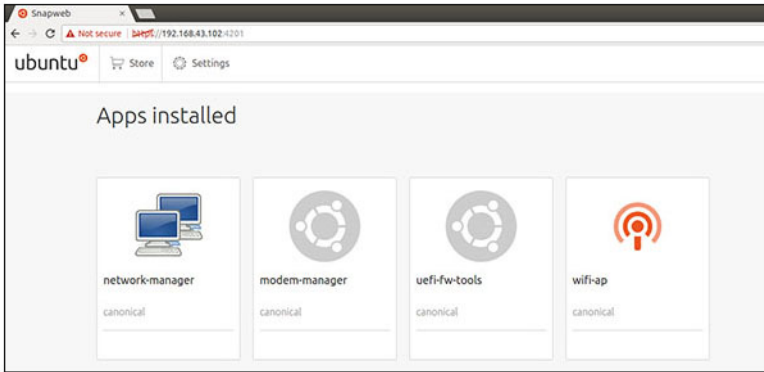 Snapweb
Not secure | https://192.168.43.102:4201
ubuntu Store Settings
Apps installed
network-manager modem-manager uefi-fw-tools wifi-ap
canonical canonical canonical canonical